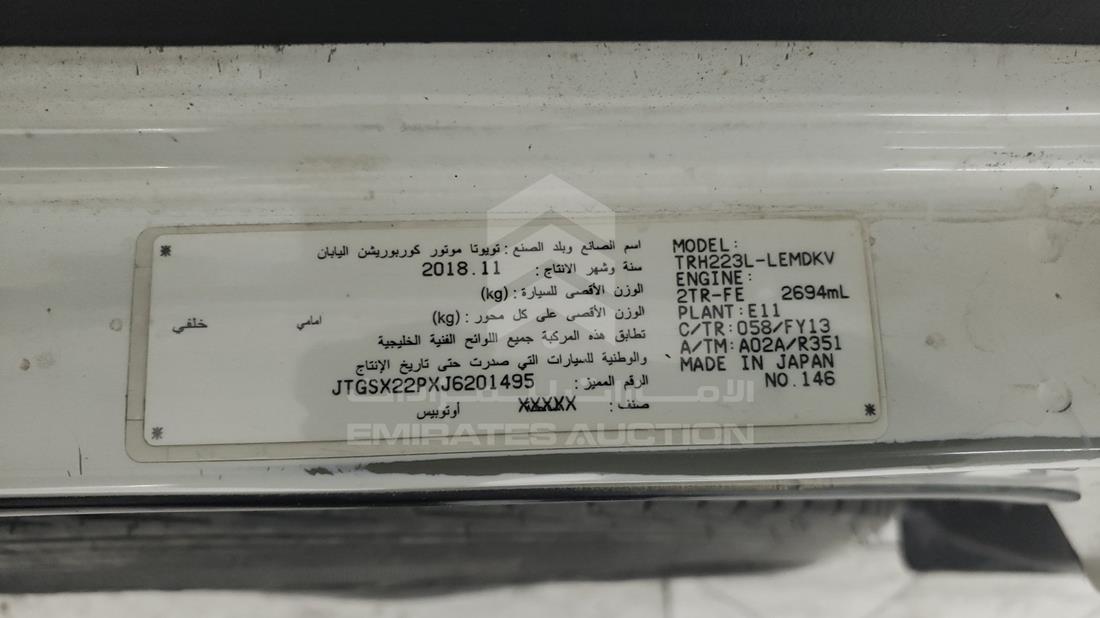 اسم الصانع وبلد الصنع : تويوتا موتور كوربوريشن اليابان
سنة وشهر الانتاج : 2018.11
الوزن الأقصى للسيارة : (kg)
الوزن الأقصى على كل محور : (kg) امامي خلفي
تطابق هذه المركبة جميع اللوائح الفنية الخليجية
والوطنية للسيارات التي صدرت حتى تاريخ الإنتاج
الرقم المميز : JTGSX22PXJ6201495
صنف : XXXXX أوتوبيس
MODEL:
TRH223L-LEMDKV
ENGINE:
2TR-FE 2694mL
PLANT:E11
C/TR:058/FY13
A/TM:A02A/R351
MADE IN JAPAN
NO.146
الإمارات للمزادات
EMIRATES AUCTION